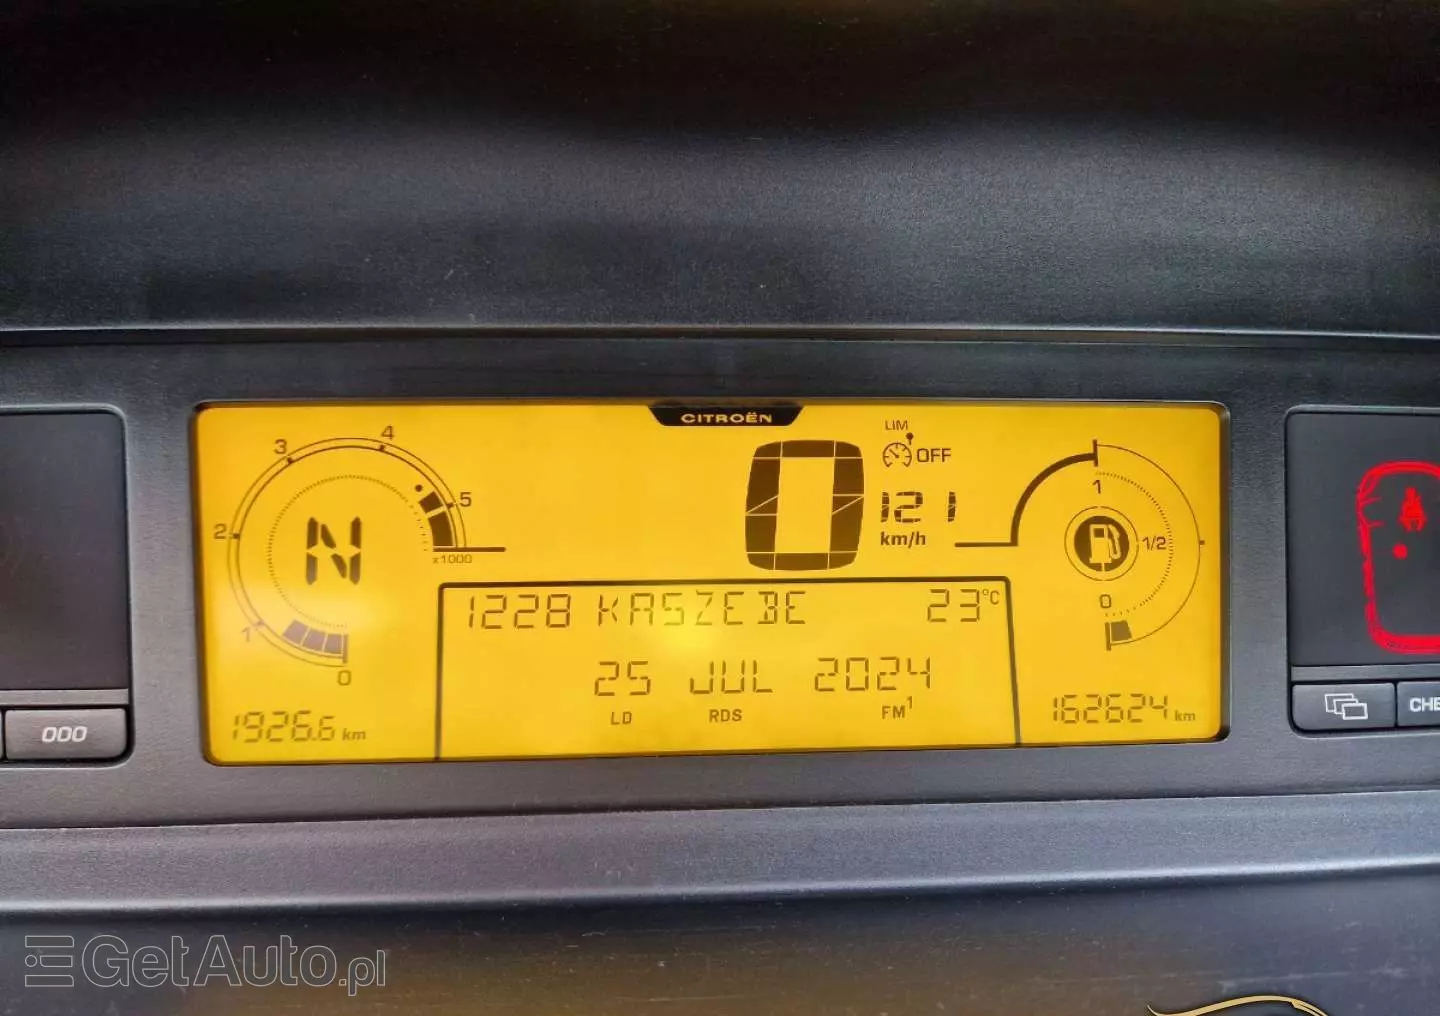 CITROËN
LIM
OFF
0
121
km/h
4
3
5
2
x1000
N
1
0
1
1/2
0
1228 KASZEBE 23°C
25 JUL 2024
LD RDS FM1
1926.6 km
162624 km
000
CHE
GetAuto.pl